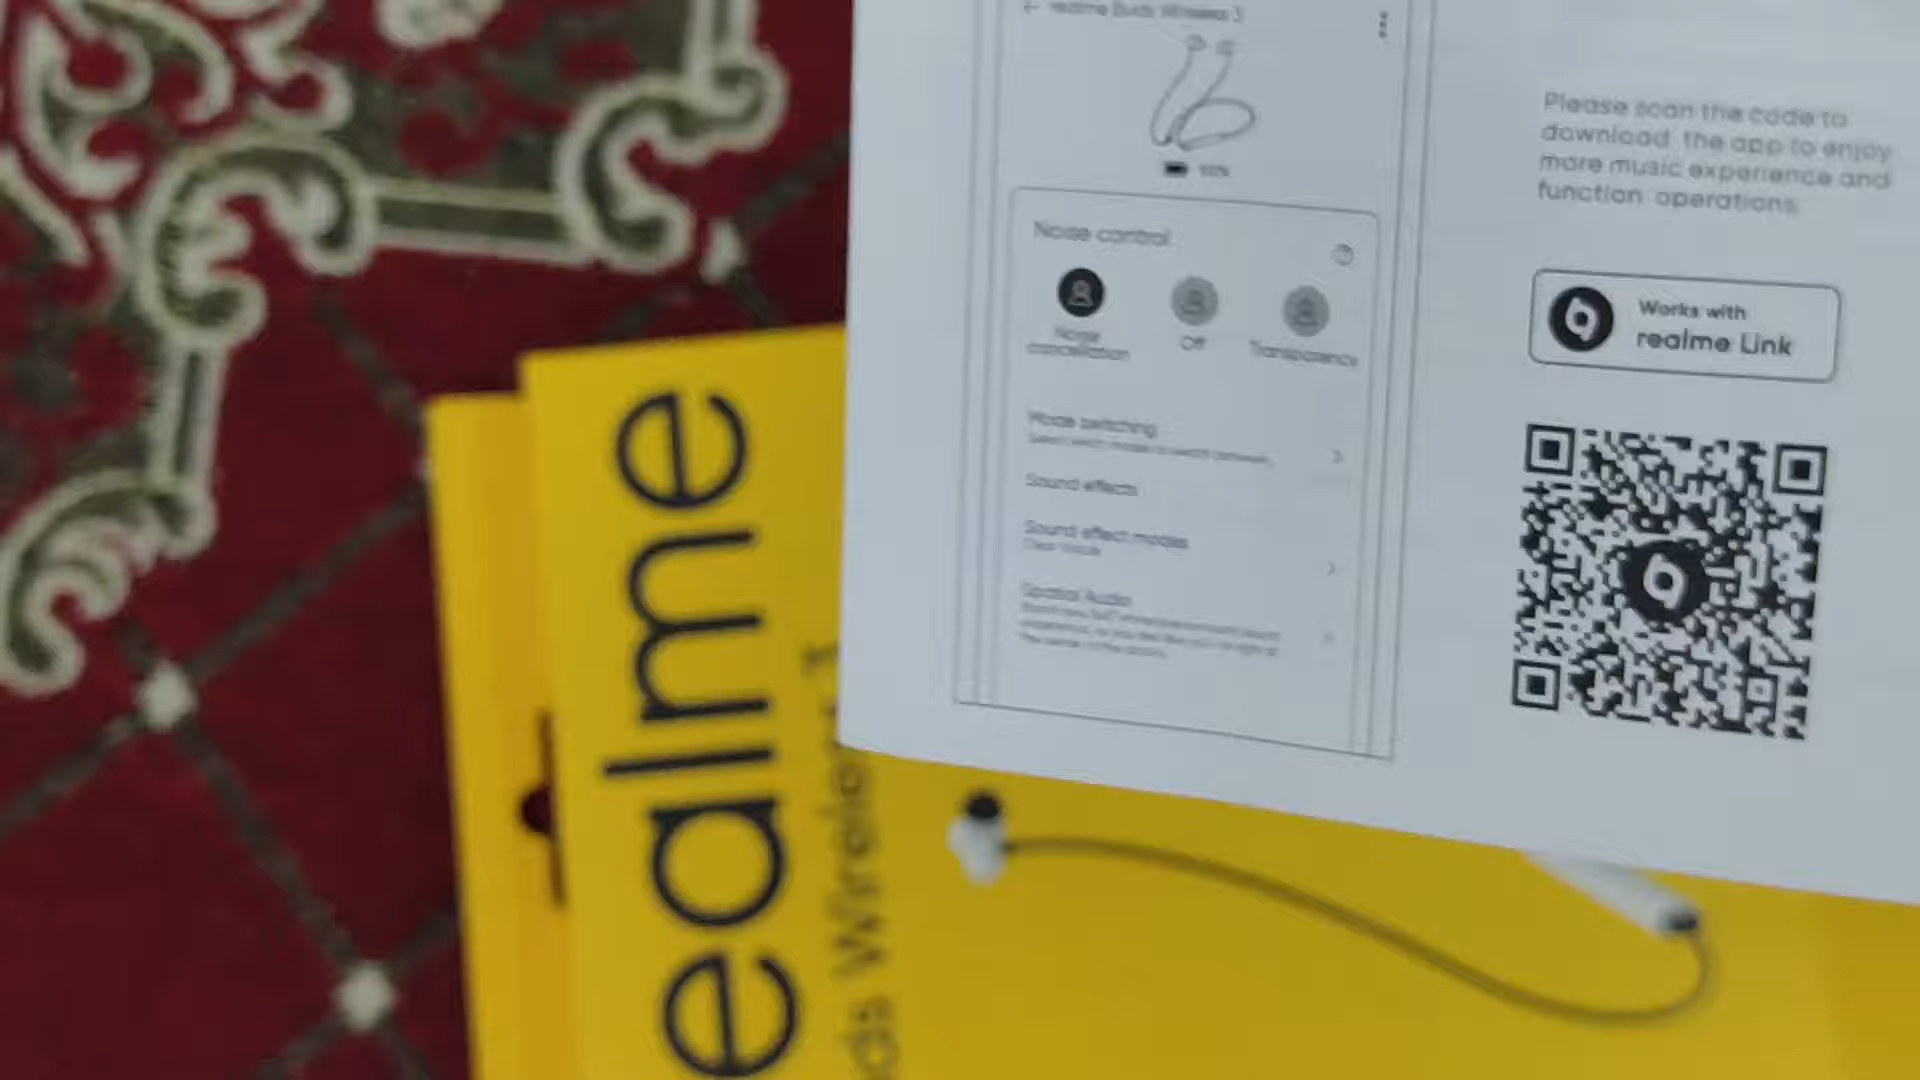 realme Buds Wireless 3
Noise control
Noise
cancellation
Off
Transparency
Mode switching
Sound effects
Sound effect modes
Spatial Audio
Please scan the code to
download the app to enjoy
more music experience and
function operations.
Works with
realme Link
ealme
ds Wireless 3